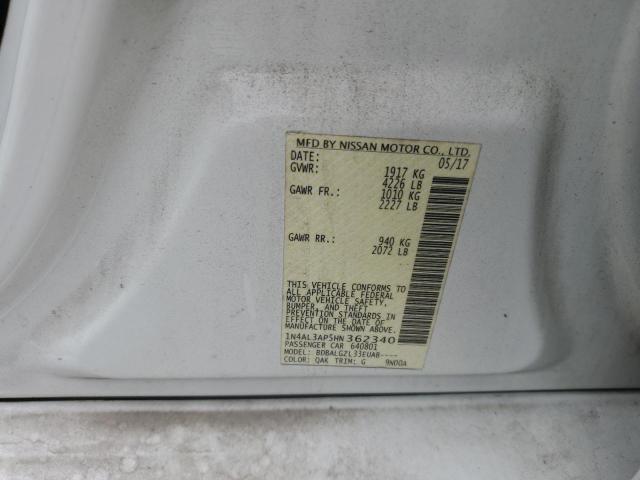 MFD BY NISSAN MOTOR CO., LTD.
DATE: 05/17
GVWR: 1917 KG
4226 LB
GAWR FR.: 1010 KG
2227 LB
GAWR RR.: 940 KG
2072 LB
THIS VEHICLE CONFORMS TO
ALL APPLICABLE FEDERAL
MOTOR VEHICLE SAFETY,
BUMPER, AND THEFT
PREVENTION STANDARDS IN
EFFECT ON THE DATE OF
MANUFACTURE SHOWN ABOVE.
1N4AL3AP5HN 362340
PASSENGER CAR 640801
MODEL: BDBALGZL33EUAB----
COLOR: QAK TRIM: G 9N00A